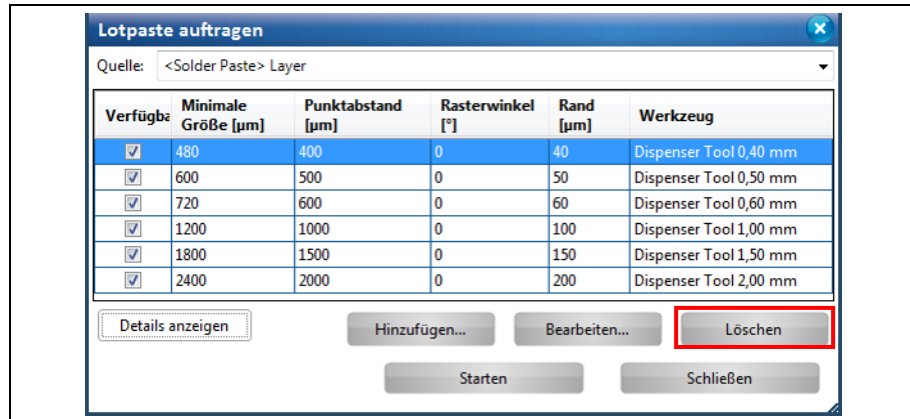 Lotpaste auftragen
Quelle: <Solder Paste> Layer
Verfügba Minimale Größe [µm] Punktabstand [µm] Rasterwinkel [°] Rand [µm] Werkzeug
480 400 0 40 Dispenser Tool 0,40 mm
600 500 0 50 Dispenser Tool 0,50 mm
720 600 0 60 Dispenser Tool 0,60 mm
1200 1000 0 100 Dispenser Tool 1,00 mm
1800 1500 0 150 Dispenser Tool 1,50 mm
2400 2000 0 200 Dispenser Tool 2,00 mm
Details anzeigen Hinzufügen... Bearbeiten... Löschen
Starten Schließen